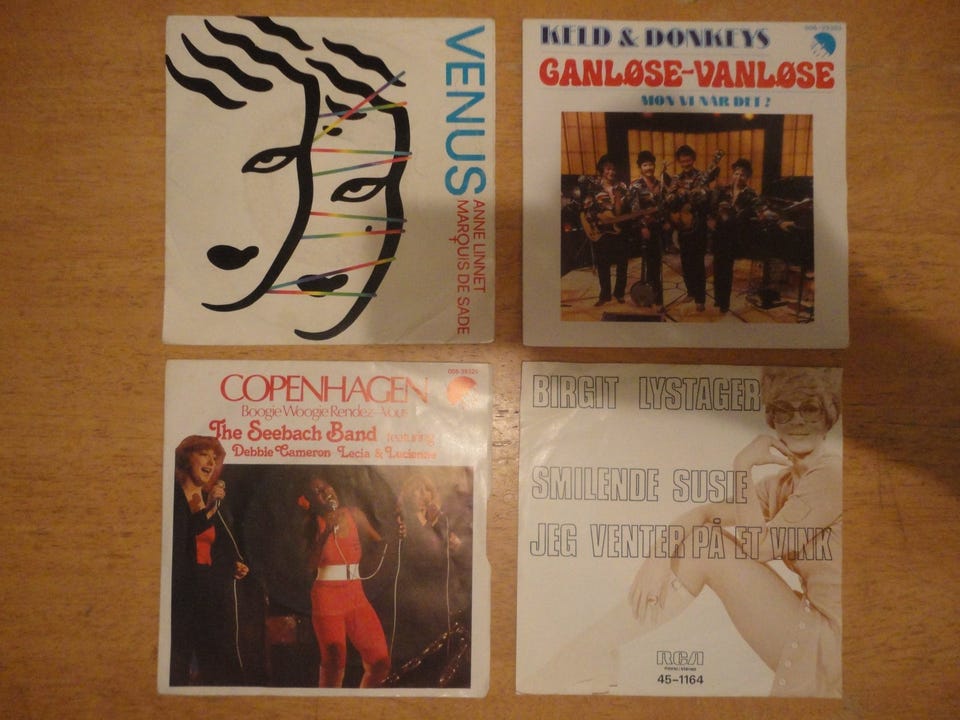 VENUS
ANNE LINNET
MARQUIS DE SADE
KELD & DONKEYS
GANLØSE-VANLØSE
MON VI NÅR DET?
COPENHAGEN
Boogie Woogie Rendez-Vous
The Seebach Band featuring
Debbie Cameron Lecia & Lucienne
BIRGIT LYSTAGER
SMILENDE SUSIE
JEG VENTER PÅ ET VINK
RCA
45-1164